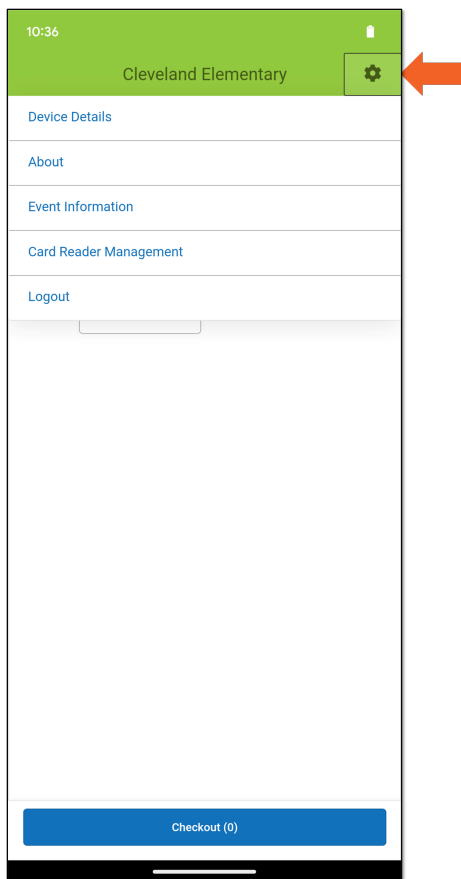 10:36
Cleveland Elementary
Device Details
About
Event Information
Card Reader Management
Logout
Checkout (0)